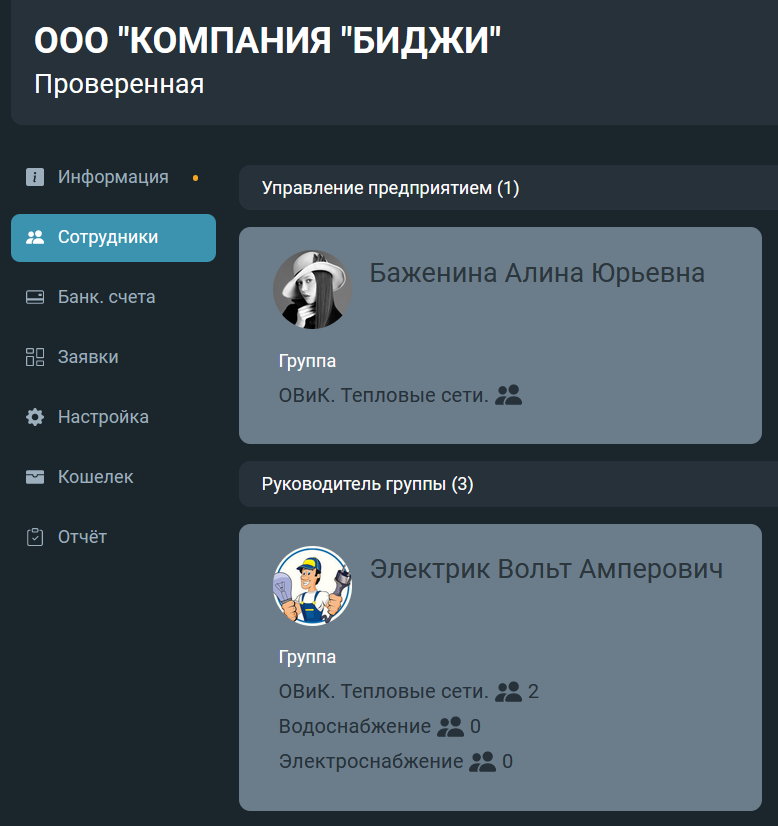 ООО "КОМПАНИЯ "БИДЖИ"
Проверенная
Информация
Сотрудники
Банк. счета
Заявки
Настройка
Кошелек
Отчёт
Управление предприятием (1)
Баженина Алина Юрьевна
Группа
ОВиК. Тепловые сети.
Руководитель группы (3)
Электрик Вольт Амперович
Группа
ОВиК. Тепловые сети. 2
Водоснабжение 0
Электроснабжение 0